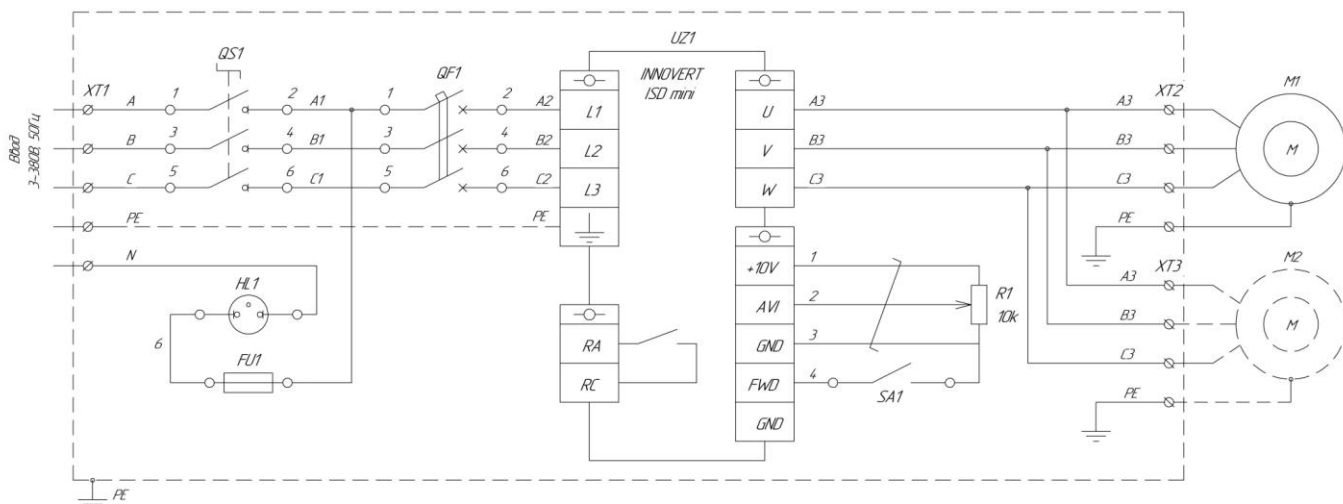 UZ1
INNOVERT
ISD mini
QS1
QF1
XT1
Ввод
3~380В, 50Гц
A 1 2 A1 1 2 A2 L1
B 3 4 B1 3 4 B2 L2
C 5 6 C1 5 6 C2 L3
PE PE
N
HL1
6
FU1
RA
RC
U A3
V B3
W C3
+10V 1
AVI 2
GND 3
FWD 4
GND
R1
10k
SA1
XT2
A3
B3
C3
PE
M1
M
XT3
A3
B3
C3
PE
M2
M
PE